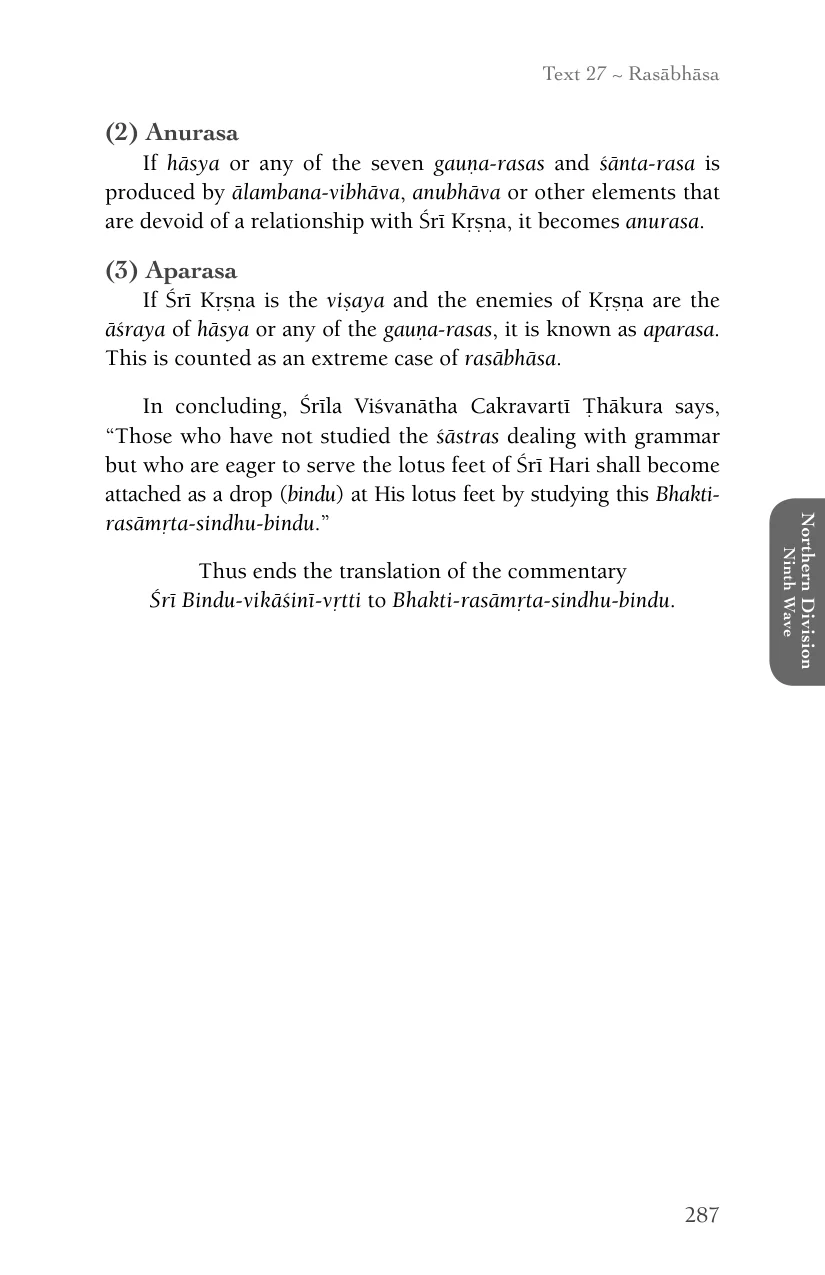 Text 27 ~ Rasābhāsa
(2) Anurasa
If hāsya or any of the seven gauṇa-rasas and śānta-rasa is
produced by ālambana-vibhāva, anubhāva or other elements that
are devoid of a relationship with Śrī Kṛṣṇa, it becomes anurasa.
(3) Aparasa
If Śrī Kṛṣṇa is the viṣaya and the enemies of Kṛṣṇa are the
āśraya of hāsya or any of the gauṇa-rasas, it is known as aparasa.
This is counted as an extreme case of rasābhāsa.
In concluding, Śrīla Viśvanātha Cakravartī Ṭhākura says,
“Those who have not studied the śāstras dealing with grammar
but who are eager to serve the lotus feet of Śrī Hari shall become
attached as a drop (bindu) at His lotus feet by studying this Bhakti-
rasāmṛta-sindhu-bindu.”
Thus ends the translation of the commentary
Śrī Bindu-vikāśinī-vṛtti to Bhakti-rasāmṛta-sindhu-bindu.
Northern Division
Ninth Wave
287